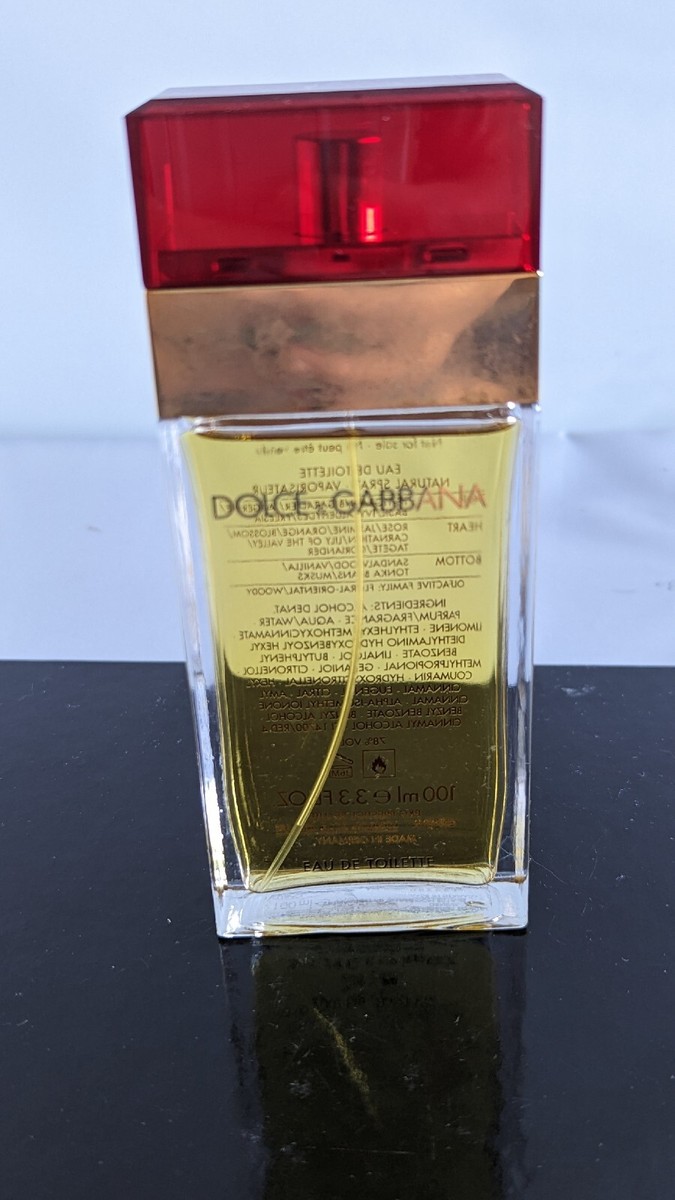 Not for sale - peut être vendu
EAU DE TOILETTE
NATURAL SPRAY VAPORISATEUR
DOLCE & GABBANA
HEART ROSE/JASMINE/ORANGE/BLOSSOM/
CARNATION/LILY OF THE VALLEY/
TAGETE/CORIANDER
BOTTOM SANDALWOOD/VANILLA/
TONKA BEANS/MUSKS
OLFACTIVE FAMILY: FLORAL-ORIENTAL/WOODY
INGREDIENTS: ALCOHOL DENAT.
PARFUM/FRAGRANCE · AQUA/WATER ·
LIMONENE · ETHYLHEXYL METHOXYCINNAMATE
DIETHYLAMINO HYDROXYBENZOYL HEXYL
BENZOATE · LINALOOL · BUTYLPHENYL
METHYLPROPIONAL · GERANIOL · CITRONELLOL
COUMARIN · HYDROXYCITRONELLAL · HEXYL
CINNAMAL · EUGENOL · CITRAL · AMYL
CINNAMAL · ALPHA-ISOMETHYL IONONE
BENZYL BENZOATE · BENZYL ALCOHOL
CINNAMYL ALCOHOL
78% VOL
100 ml e 3.3 FL OZ
MADE IN GERMANY
EAU DE TOILETTE